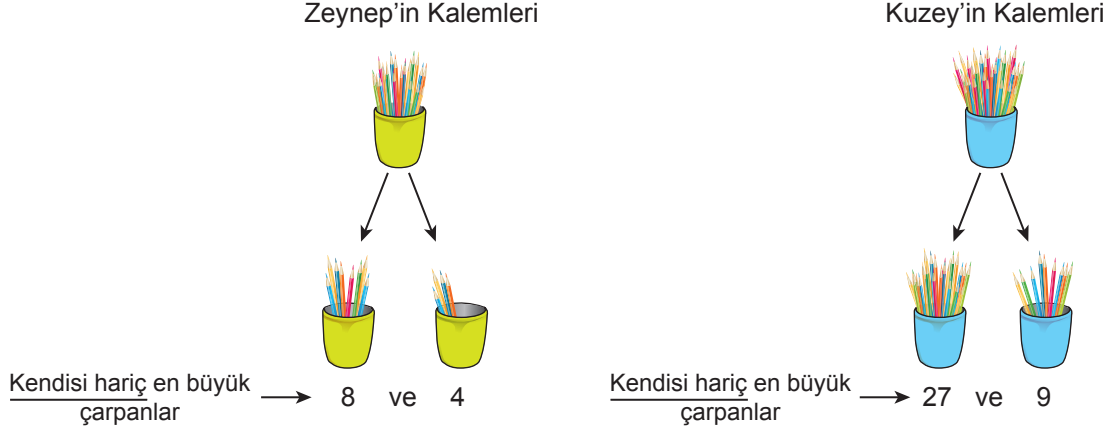 Zeynep’in Kalemleri
Kendisi hariç en büyük
çarpanlar
8 ve 4
Kuzey’in Kalemleri
Kendisi hariç en büyük
çarpanlar
27 ve 9